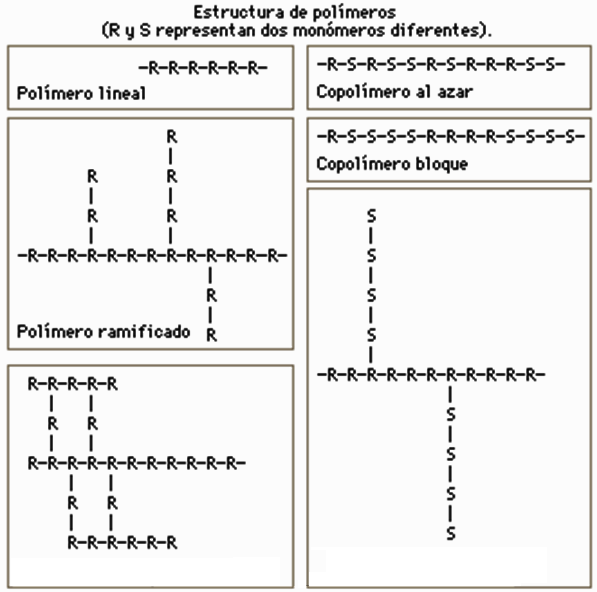 Estructura de polímeros
(R y S representan dos monómeros diferentes).
-R-R-R-R-R-R-
Polímero lineal
-R-S-R-S-S-R-S-R-R-R-S-S-
Copolímero al azar
-R-S-S-S-S-R-R-R-R-S-S-S-S-
Copolímero bloque
R
R R
R R
-R-R-R-R-R-R-R-R-R-R-R-R-R-
R
Polímero ramificado R
R-R-R-R-R
R R
R-R-R-R-R-R-R-R-R-R-R-
R R
R-R-R-R-R-R
S
S
S
S
-R-R-R-R-R-R-R-R-R-R-R-
S
S
S
S